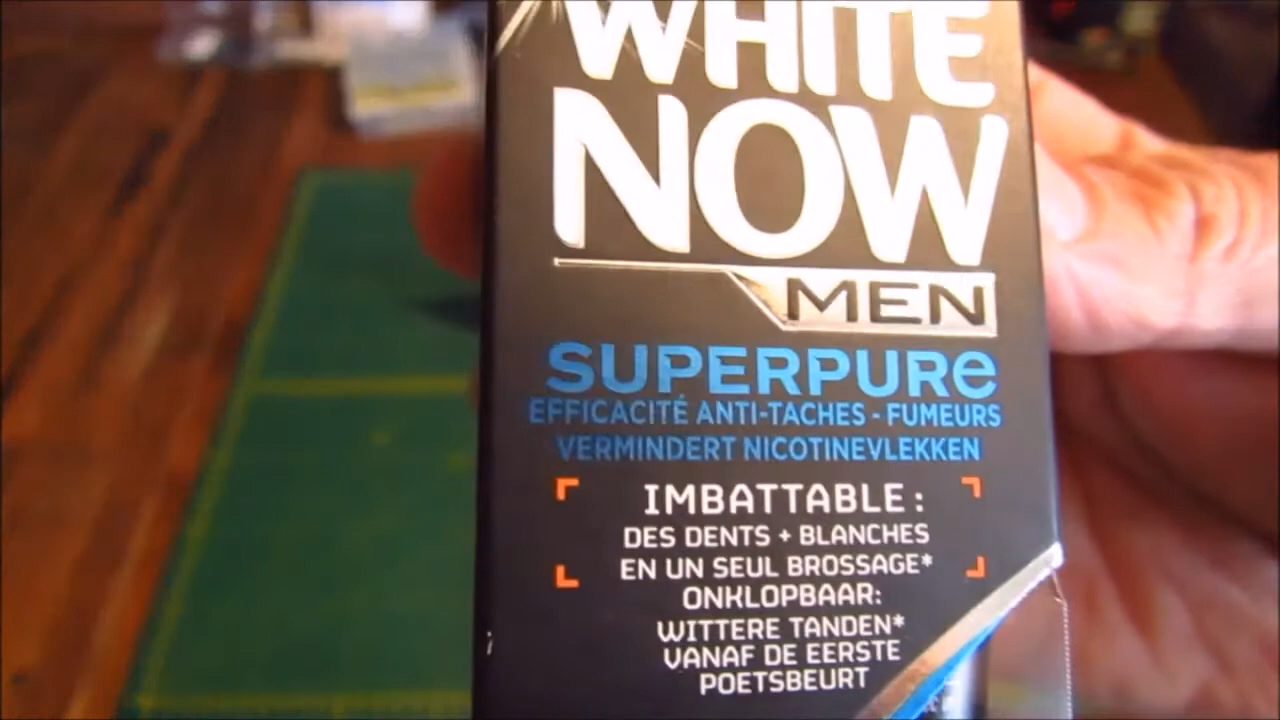 WHITE
NOW
MEN
SUPERPURe
EFFICACITÉ ANTI-TACHES - FUMEURS
VERMINDERT NICOTINEVLEKKEN
IMBATTABLE:
DES DENTS + BLANCHES
EN UN SEUL BROSSAGE*
ONKLOPBAAR:
WITTERE TANDEN*
VANAF DE EERSTE
POETSBEURT